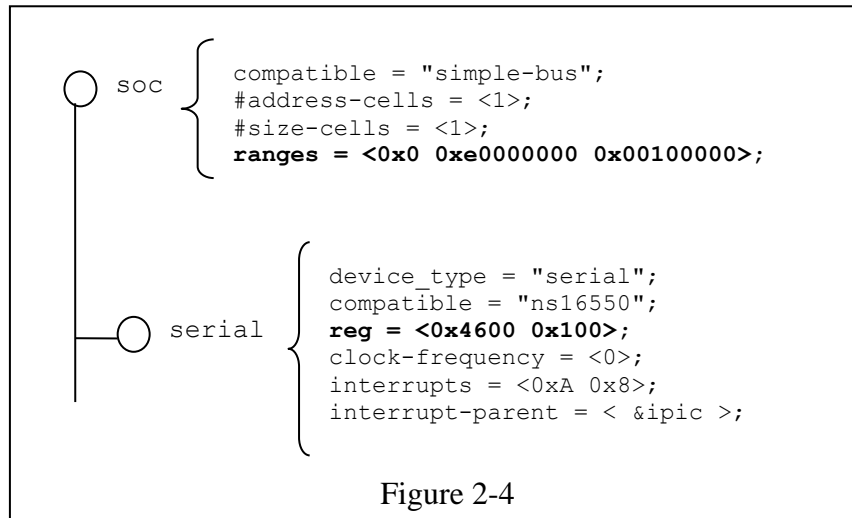 soc
compatible = "simple-bus";
#address-cells = <1>;
#size-cells = <1>;
ranges = <0x0 0xe0000000 0x00100000>;
serial
device_type = "serial";
compatible = "ns16550";
reg = <0x4600 0x100>;
clock-frequency = <0>;
interrupts = <0xA 0x8>;
interrupt-parent = < &ipic >;
Figure 2-4